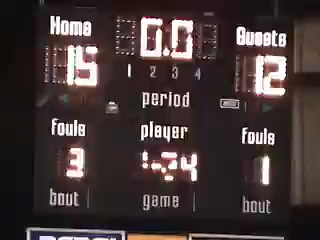 Home 0.0 Guests
15 1 2 3 4 12
period
fouls player fouls
3 4 1
bout game bout